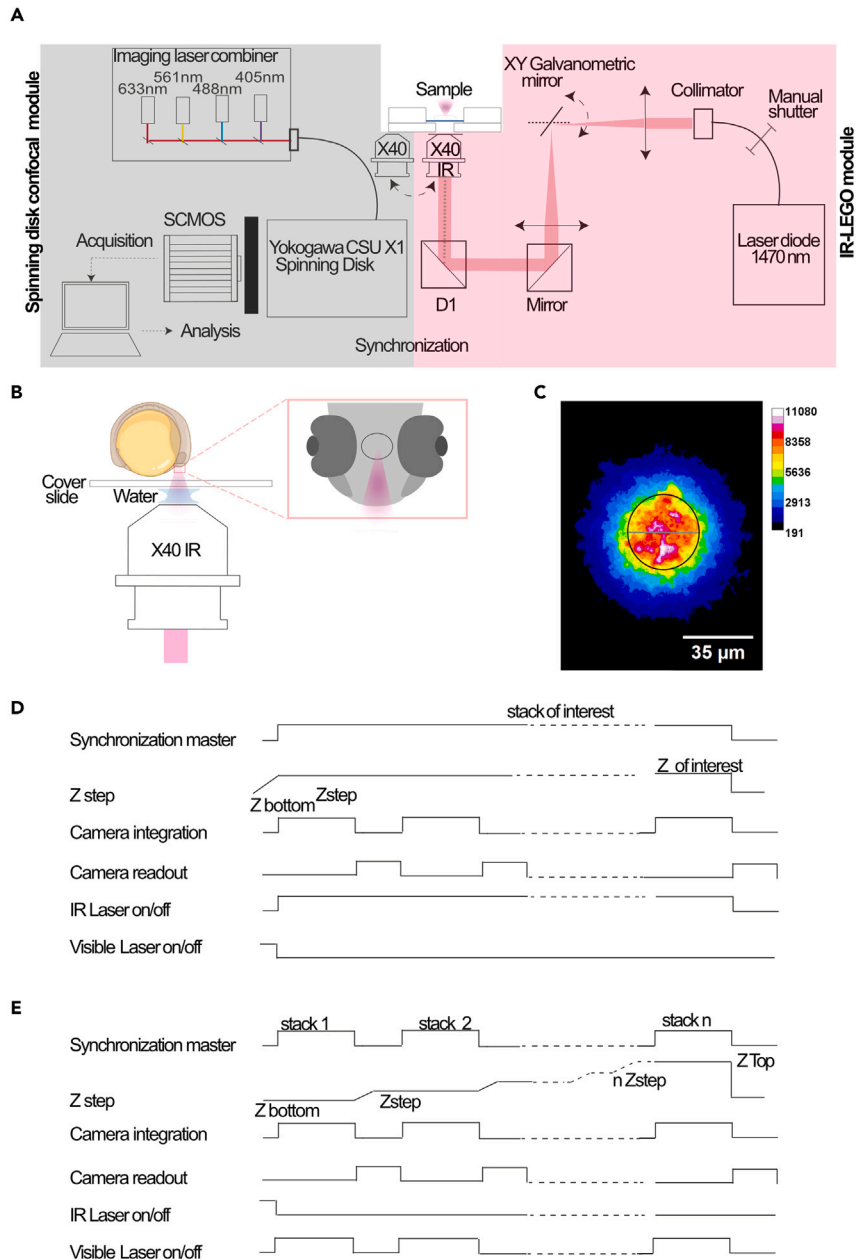 A
Spinning disk confocal module
Imaging laser combiner
633nm
561nm
488nm
405nm
SCMOS
Acquisition
Analysis
Yokogawa CSU X1
Spinning Disk
Synchronization
Sample
X40
X40
IR
D1
Mirror
XY Galvanometric
mirror
Collimator
Manual
shutter
Laser diode
1470 nm
IR-LEGO module
B
Cover
slide
Water
X40 IR
C
11080
8358
5636
2913
191
35 µm
D
stack of interest
Synchronization master
Z of interest
Z step
Z bottom
Zstep
Camera integration
Camera readout
IR Laser on/off
Visible Laser on/off
E
stack 1
stack 2
stack n
Synchronization master
Z Top
n Zstep
Z step
Zstep
Z bottom
Camera integration
Camera readout
IR Laser on/off
Visible Laser on/off